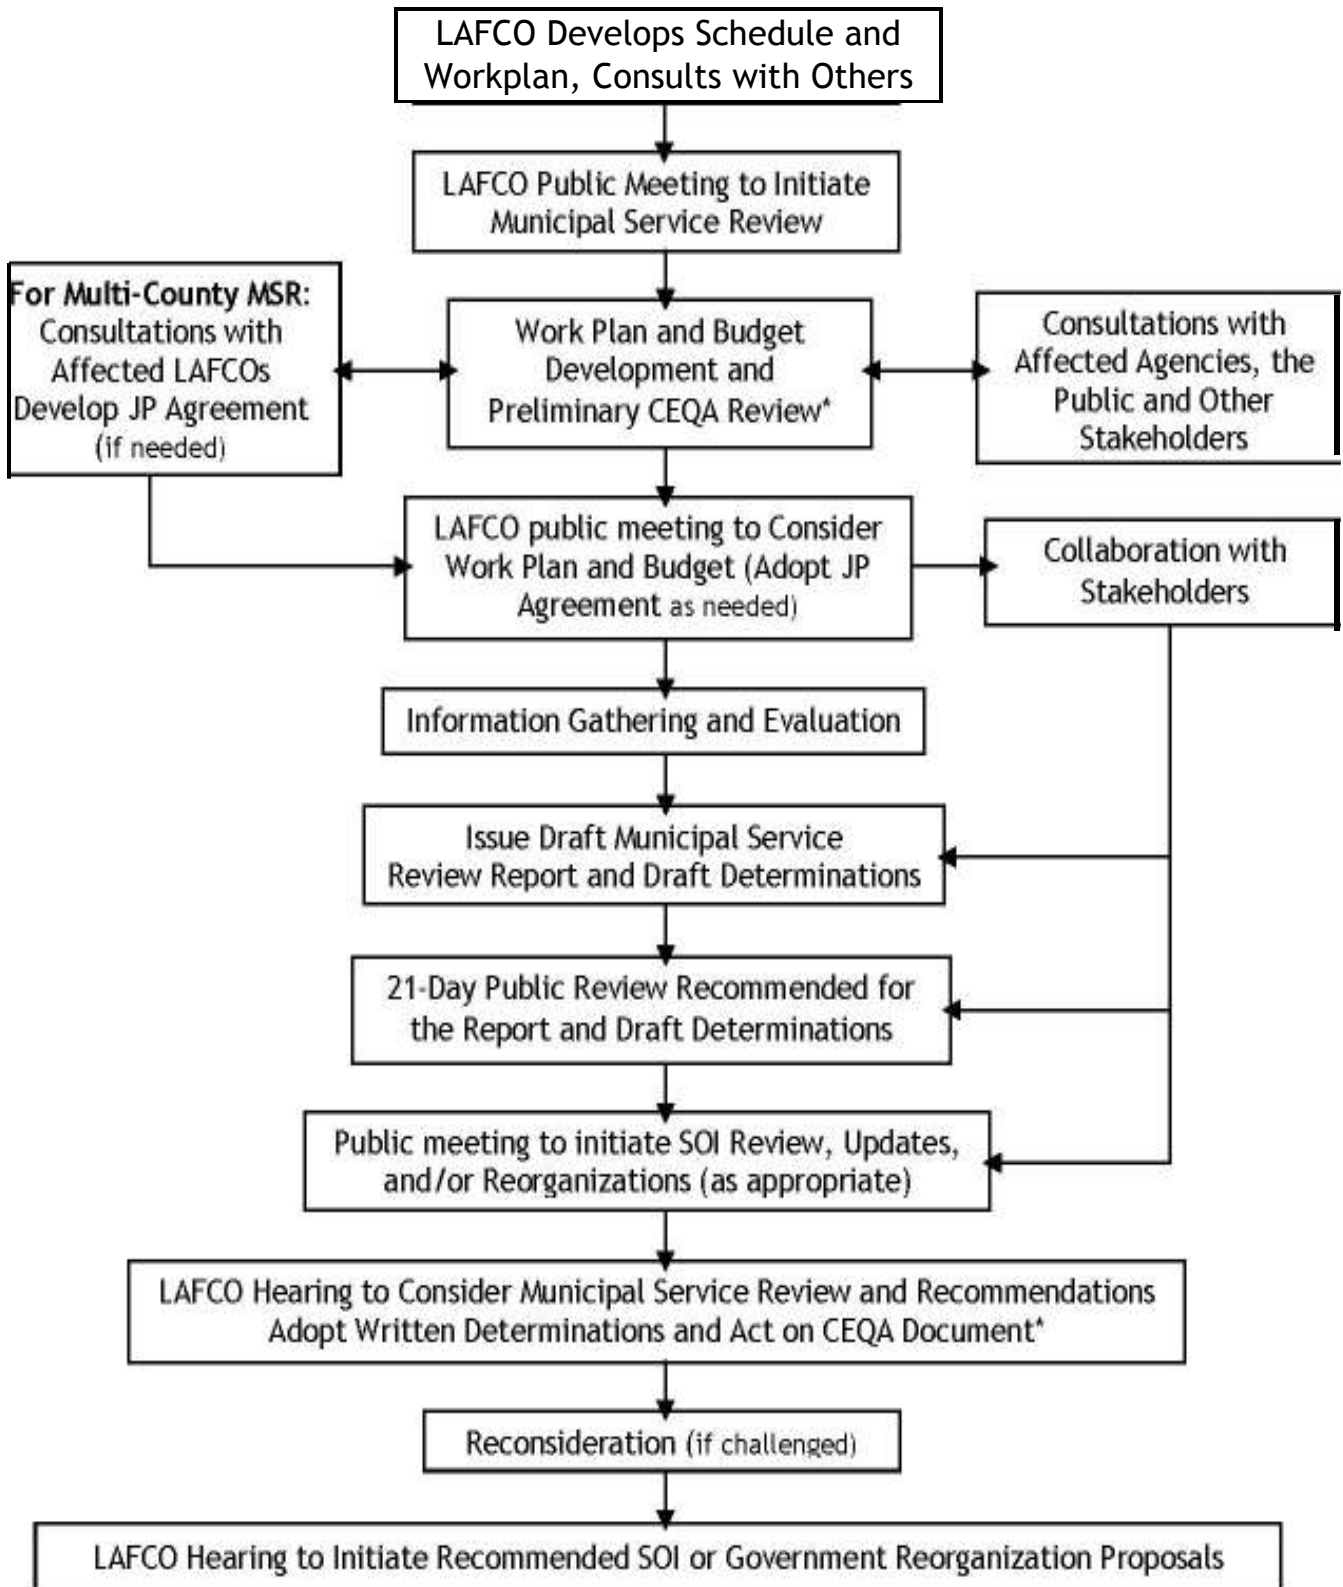 LAFCO Develops Schedule and
Workplan, Consults with Others
LAFCO Public Meeting to Initiate
Municipal Service Review
For Multi-County MSR:
Consultations with
Affected LAFCOs
Develop JP Agreement
(if needed)
Work Plan and Budget
Development and
Preliminary CEQA Review*
Consultations with
Affected Agencies, the
Public and Other
Stakeholders
LAFCO public meeting to Consider
Work Plan and Budget (Adopt JP
Agreement as needed)
Collaboration with
Stakeholders
Information Gathering and Evaluation
Issue Draft Municipal Service
Review Report and Draft Determinations
21-Day Public Review Recommended for
the Report and Draft Determinations
Public meeting to initiate SOI Review, Updates,
and/or Reorganizations (as appropriate)
LAFCO Hearing to Consider Municipal Service Review and Recommendations
Adopt Written Determinations and Act on CEQA Document*
Reconsideration (if challenged)
LAFCO Hearing to Initiate Recommended SOI or Government Reorganization Proposals